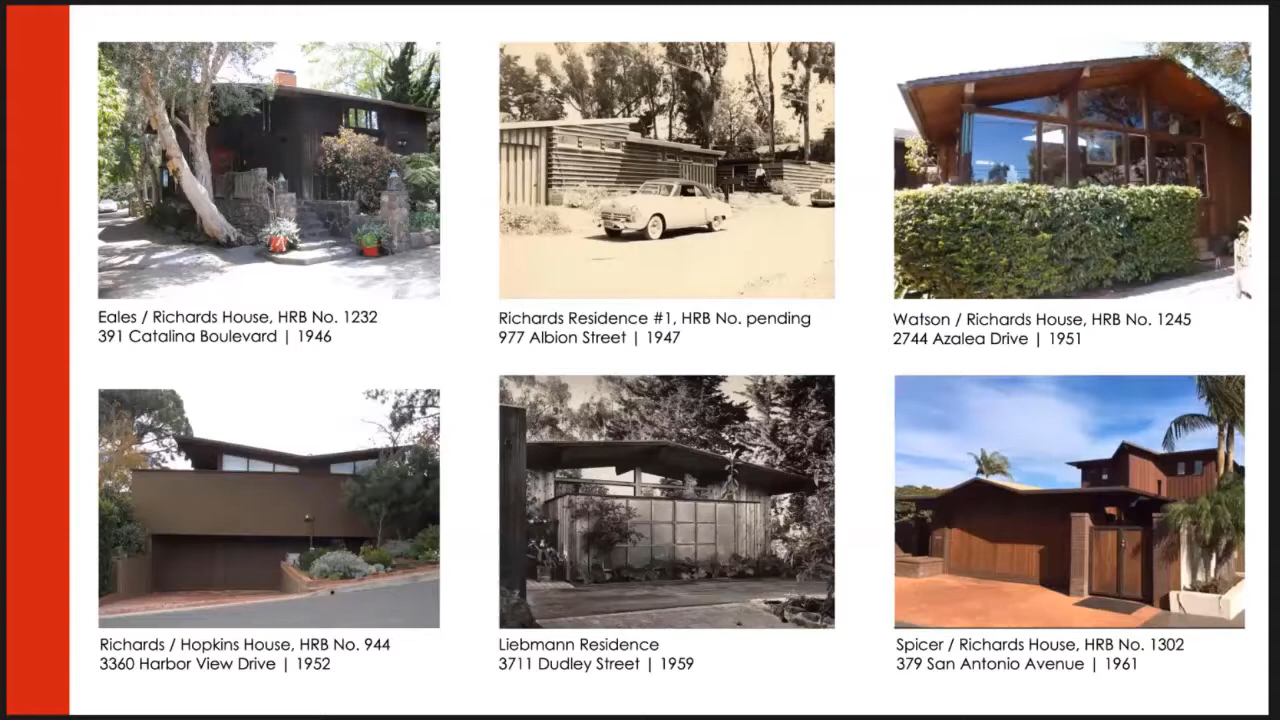 Eales / Richards House, HRB No. 1232
391 Catalina Boulevard | 1946
Richards Residence #1, HRB No. pending
977 Albion Street | 1947
Watson / Richards House, HRB No. 1245
2744 Azalea Drive | 1951
Richards / Hopkins House, HRB No. 944
3360 Harbor View Drive | 1952
Liebmann Residence
3711 Dudley Street | 1959
Spicer / Richards House, HRB No. 1302
379 San Antonio Avenue | 1961